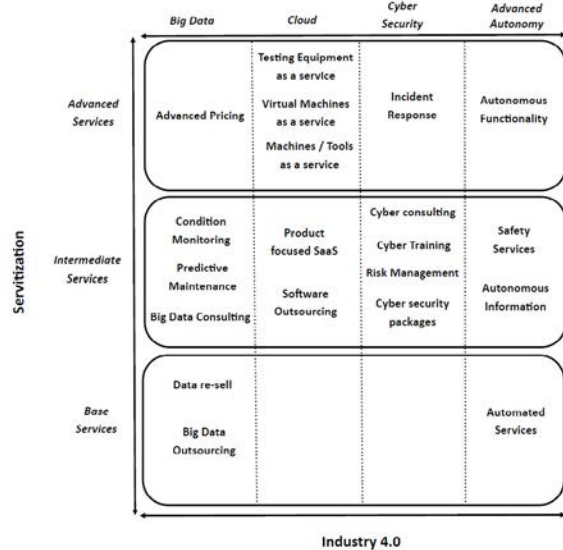 Big Data
Cloud
Cyber
Security
Advanced
Autonomy
Servitization
Advanced
Services
Advanced Pricing
Testing Equipment
as a service
Virtual Machines
as a service
Machines / Tools
as a service
Incident
Response
Autonomous
Functionality
Intermediate
Services
Condition
Monitoring
Predictive
Maintenance
Big Data Consulting
Product
focused SaaS
Software
Outsourcing
Cyber consulting
Cyber Training
Risk Management
Cyber security
packages
Safety
Services
Autonomous
Information
Base
Services
Data re-sell
Big Data
Outsourcing
Automated
Services
Industry 4.0